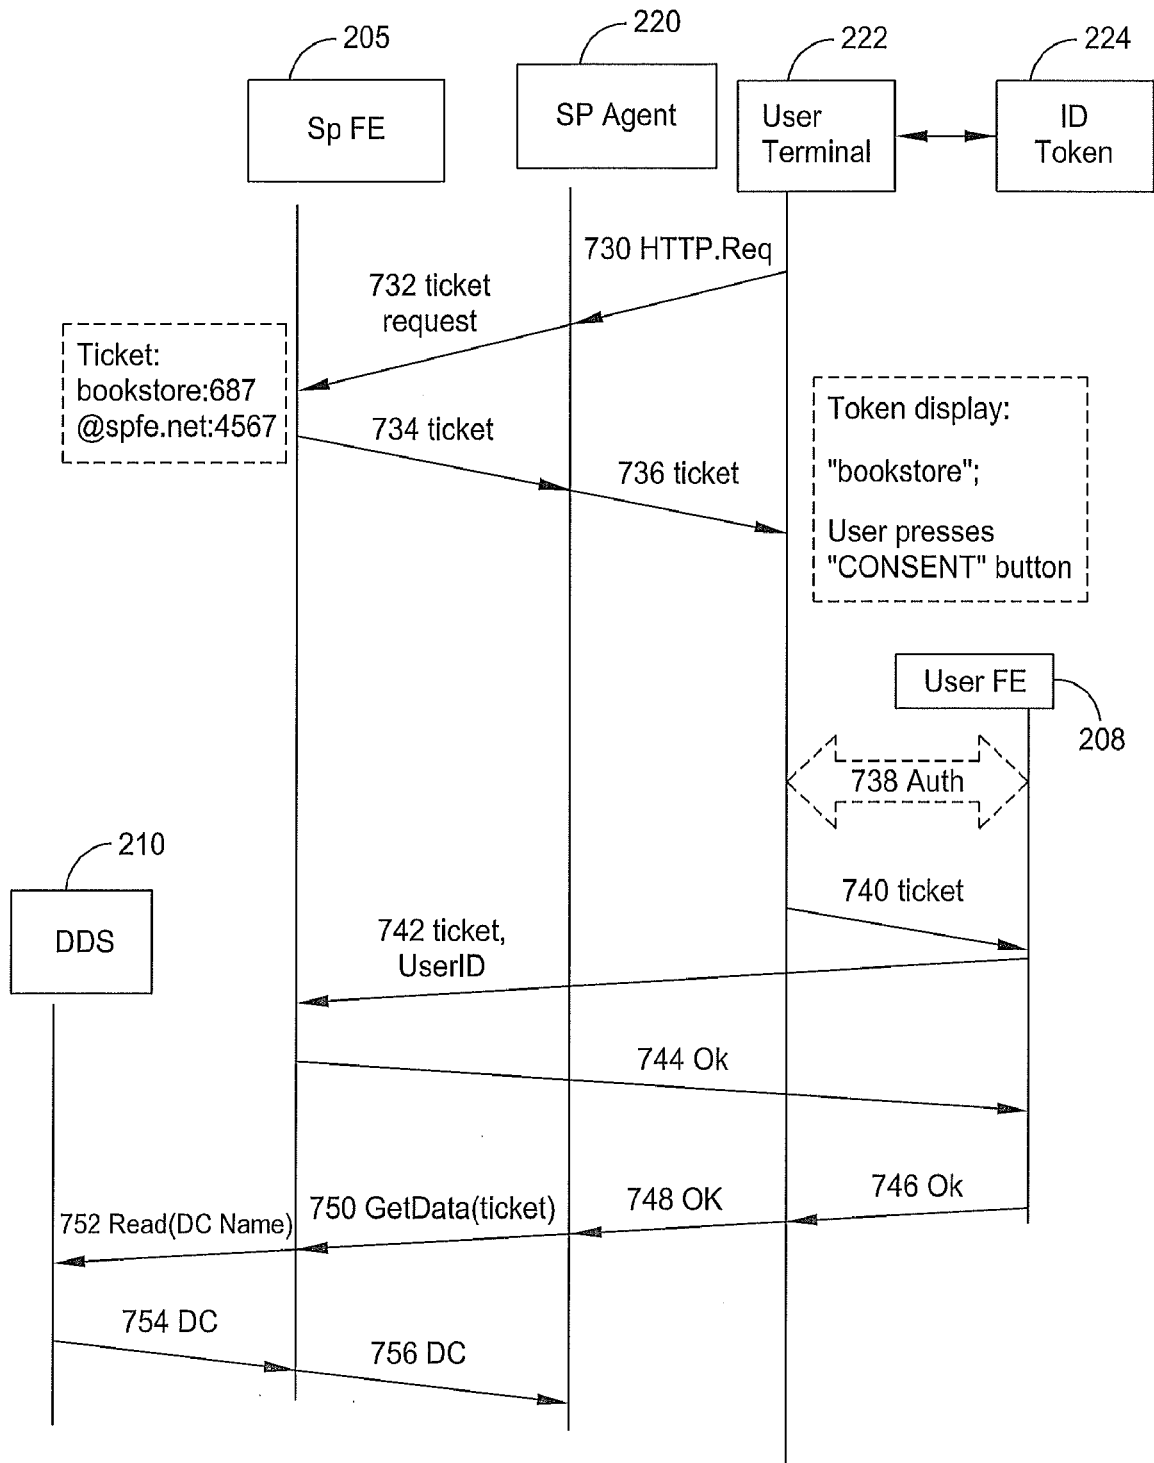 205
220
222
224
Sp FE
SP Agent
User
Terminal
ID
Token
730 HTTP.Req
732 ticket
request
Ticket:
bookstore:687
@spfe.net:4567
734 ticket
736 ticket
Token display:
"bookstore";
User presses
"CONSENT" button
User FE
208
738 Auth
210
DDS
740 ticket
742 ticket,
UserID
744 Ok
746 Ok
748 OK
750 GetData(ticket)
752 Read(DC Name)
754 DC
756 DC